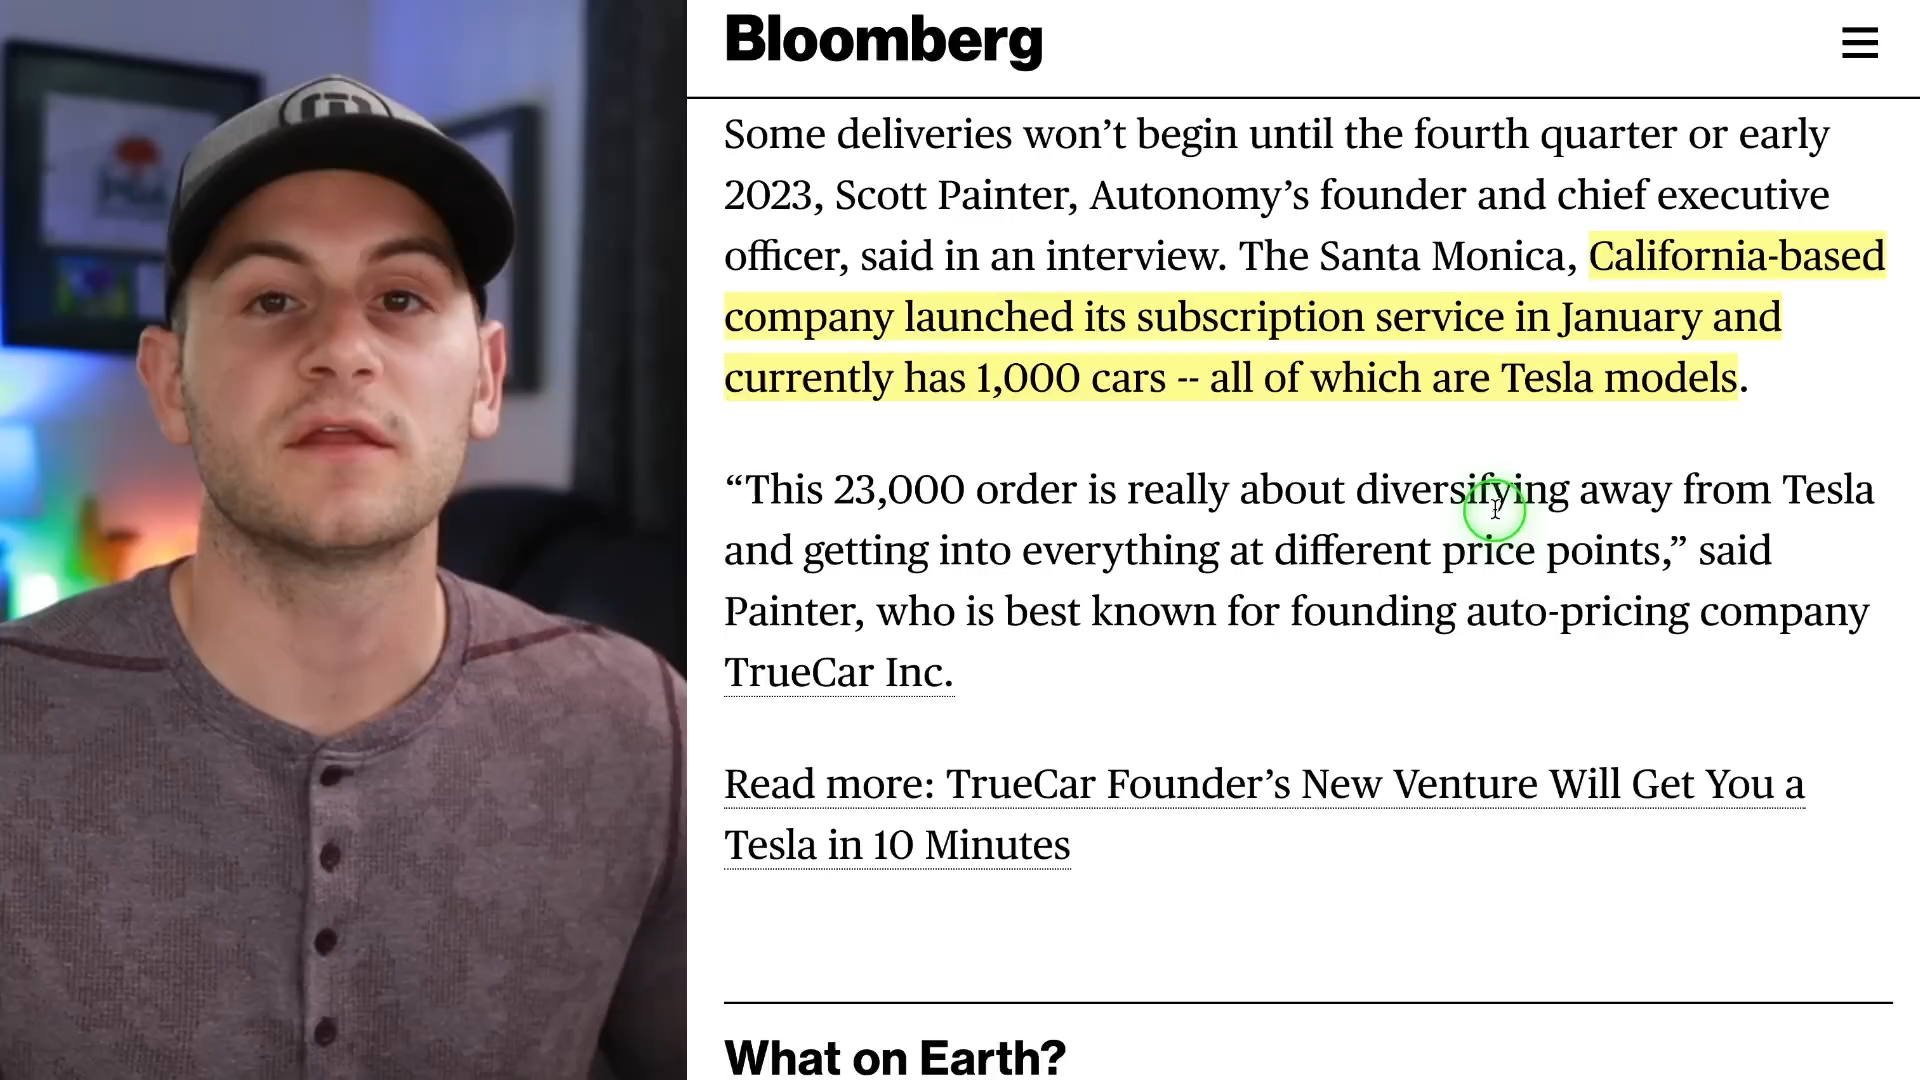 Bloomberg
Some deliveries won’t begin until the fourth quarter or early
2023, Scott Painter, Autonomy’s founder and chief executive
officer, said in an interview. The Santa Monica, California-based
company launched its subscription service in January and
currently has 1,000 cars -- all of which are Tesla models.
“This 23,000 order is really about diversifying away from Tesla
and getting into everything at different price points,” said
Painter, who is best known for founding auto-pricing company
TrueCar Inc.
Read more: TrueCar Founder’s New Venture Will Get You a
Tesla in 10 Minutes
What on Earth?